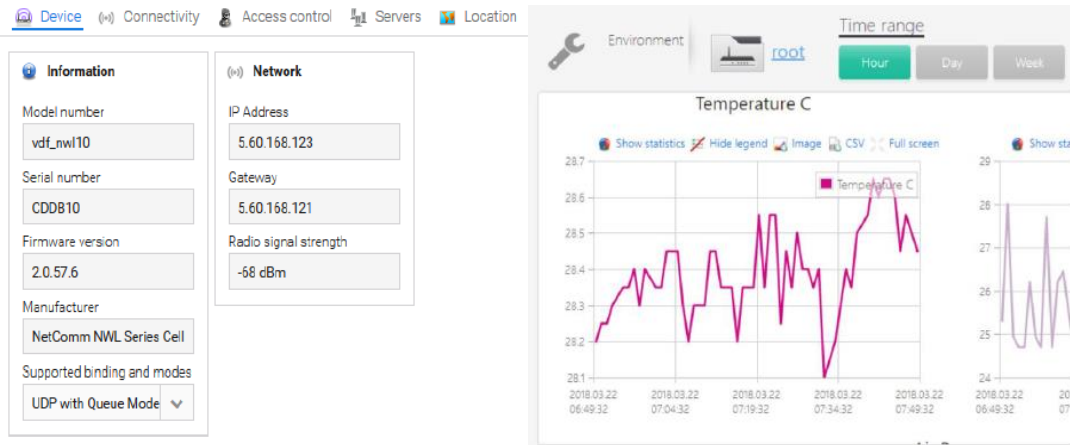 Device Connectivity Access control Servers Location
Information
Model number
vdf_nwl10
Serial number
CDDB10
Firmware version
2.0.57.6
Manufacturer
NetComm NWL Series Cell
Supported binding and modes
UDP with Queue Mode
Network
IP Address
5.60.168.123
Gateway
5.60.168.121
Radio signal strength
-68 dBm
Environment
root
Time range
Hour Day Week
Temperature C
Show statistics Hide legend Image CSV Full screen
Temperature C
28.7
28.6
28.5
28.4
28.3
28.2
28.1
2018.03.22 2018.03.22 2018.03.22 2018.03.22 2018.03.22
06:49:32 07:04:32 07:19:32 07:34:32 07:49:32
Show sta
29
28
27
26
25
24
2018.03.22 20
06:49:32 07